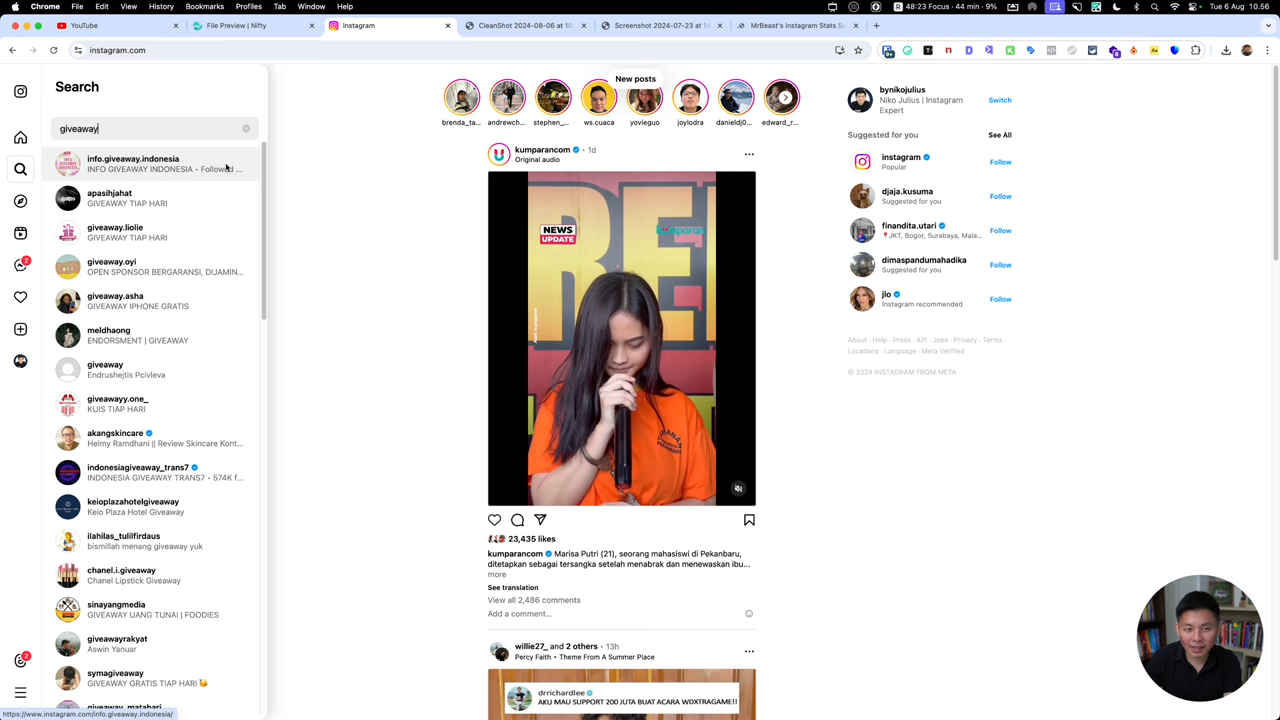 Chrome File Edit View History Bookmarks Profiles Tab Window Help
48:23 Focus · 44 min 9%
Tue 6 Aug 10.56
YouTube
File Preview | Nifty
Instagram
CleanShot 2024-08-06 at 10
Screenshot 2024-07-23 at 1
MrBeast's Instagram Stats Su
instagram.com
Search
giveaway
info.giveaway.indonesia
INFO GIVEAWAY INDONESIA • Followed ...
apasihjahat
GIVEAWAY TIAP HARI
giveaway.liolie
GIVEAWAY TIAP HARI
giveaway.oyi
OPEN SPONSOR BERGARANSI, DIJAMIN...
giveaway.asha
GIVEAWAY IPHONE GRATIS
meldhaong
ENDORSMENT | GIVEAWAY
giveaway
Endrushejtis Pcivleva
giveawayy.one_
KUIS TIAP HARI
akangskincare
Helmy Ramdhani || Review Skincare Kont...
indonesiagiveaway_trans7
INDONESIA GIVEAWAY TRANS7 • 574K f...
keioplazahotelgiveaway
Keio Plaza Hotel Giveaway
ilahilas_tulilfirdaus
bismillah menang giveaway yuk
chanel.i.giveaway
Chanel Lipstick Giveaway
sinayangmedia
GIVEAWAY UANG TUNAI | FOODIES
giveawayrakyat
Aswin Yanuar
symagiveaway
GIVEAWAY GRATIS TIAP HARI
giveaway_matahari
https://www.instagram.com/info.giveaway.indonesia/
New posts
brenda_ta...
andrewch...
stephen_...
ws.cuaca
yovieguo
joylodra
danieldj0...
edward_r...
kumparancom • 1d
Original audio
NEWS
UPDATE
kumparan
23,435 likes
kumparancom Marisa Putri (21), seorang mahasiswi di Pekanbaru,
ditetapkan sebagai tersangka setelah menabrak dan menewaskan ibu...
more
See translation
View all 2,486 comments
Add a comment...
willie27_ and 2 others • 13h
Percy Faith • Theme From A Summer Place
drrichardlee
AKU MAU SUPPORT 200 JUTA BUAT ACARA WDXTRAGAME!!
bynikojulius
Niko Julius | Instagram
Expert
Switch
Suggested for you
See All
instagram
Popular
Follow
djaja.kusuma
Suggested for you
Follow
finandita.utari
JKT, Bogor, Surabaya, Mala...
Follow
dimaspandumahadika
Suggested for you
Follow
jlo
Instagram recommended
Follow
About · Help · Press · API · Jobs · Privacy · Terms ·
Locations · Language · Meta Verified
© 2024 INSTAGRAM FROM META